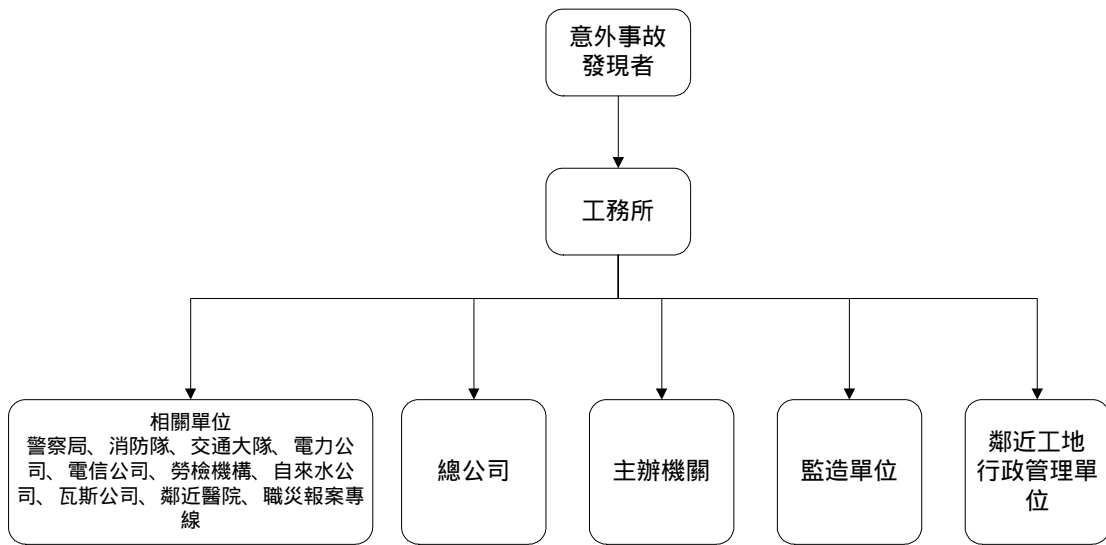 意外事故
發現者
工務所
相關單位
警察局、消防隊、交通大隊、電力公
司、電信公司、勞檢機構、自來水公
司、瓦斯公司、鄰近醫院、職災報案專
線
總公司
主辦機關
監造單位
鄰近工地
行政管理單
位